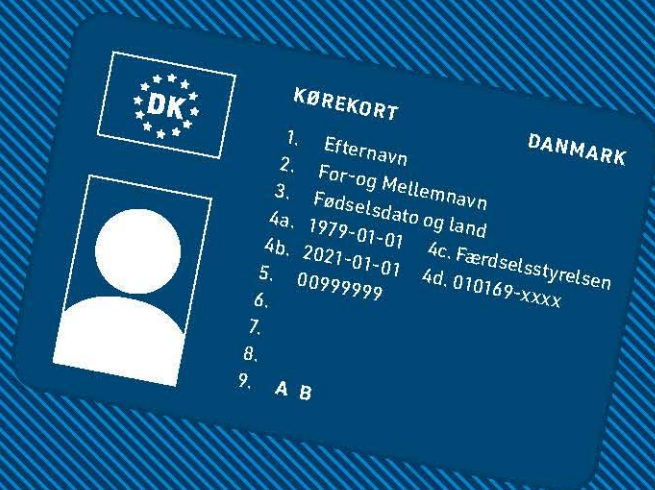 DK
KØREKORT DANMARK
1. Efternavn
2. For-og Mellemnavn
3. Fødselsdato og land
4a. 1979-01-01 4c. Færdselsstyrelsen
4b. 2021-01-01 4d. 010169-xxxx
5. 00999999
6.
7.
8.
9. A B